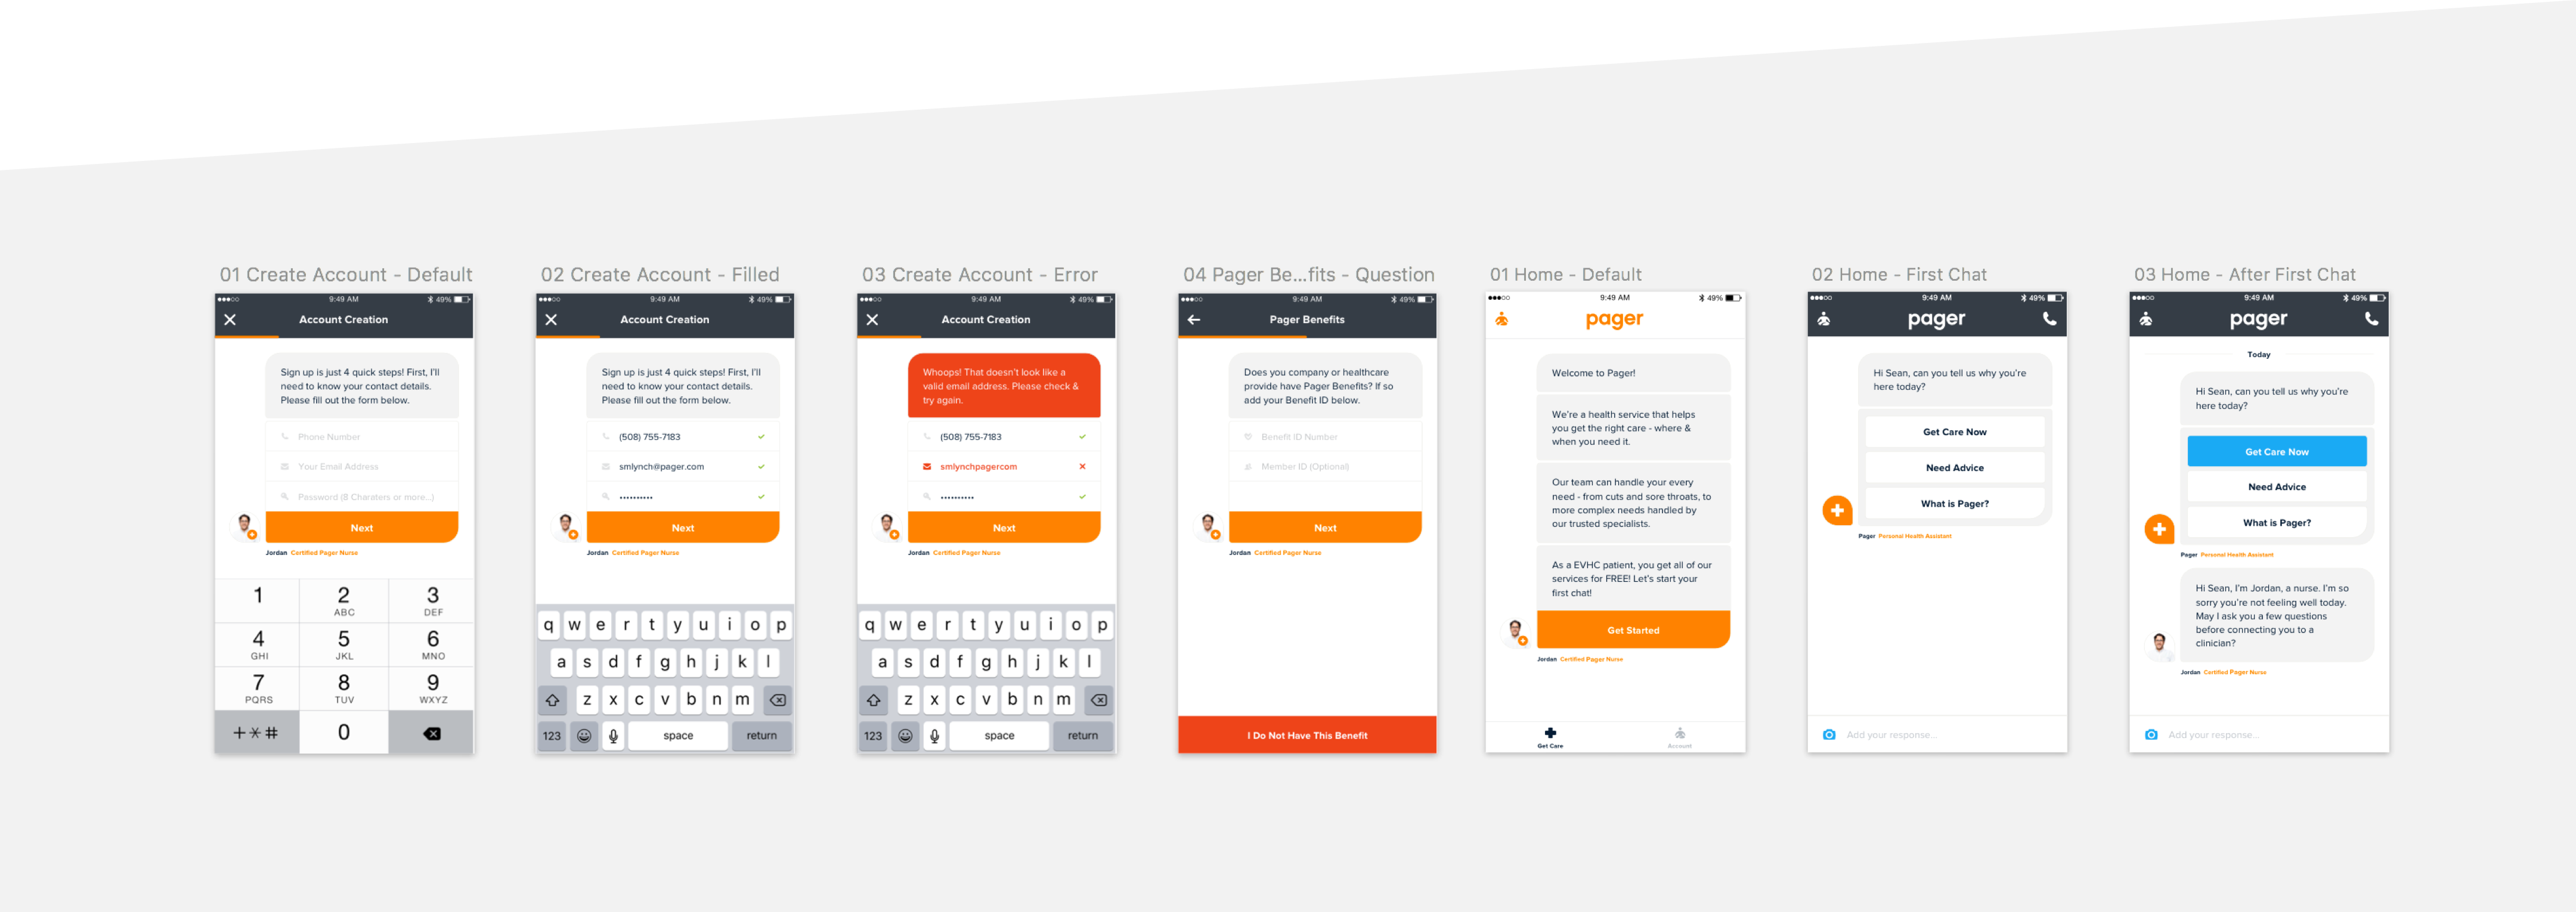 01 Create Account - Default
9:49 AM
49%
Account Creation
Sign up is just 4 quick steps! First, I'll
need to know your contact details.
Please fill out the form below.
Phone Number
Your Email Address
Password (8 Charaters or more...)
Next
Jordan Certified Pager Nurse
1
2
ABC
3
DEF
4
GHI
5
JKL
6
MNO
7
PQRS
8
TUV
9
WXYZ
+*#
0
02 Create Account - Filled
9:49 AM
49%
Account Creation
Sign up is just 4 quick steps! First, I'll
need to know your contact details.
Please fill out the form below.
(508) 755-7183
smlynch@pager.com
••••••••••
Next
Jordan Certified Pager Nurse
q w e r t y u i o p
a s d f g h j k l
z x c v b n m
123 space return
03 Create Account - Error
9:49 AM
49%
Account Creation
Whoops! That doesn't look like a
valid email address. Please check &
try again.
(508) 755-7183
smlynchpagercom
••••••••••
Next
Jordan Certified Pager Nurse
q w e r t y u i o p
a s d f g h j k l
z x c v b n m
123 space return
04 Pager Be...fits - Question
9:49 AM
49%
Pager Benefits
Does you company or healthcare
provide have Pager Benefits? If so
add your Benefit ID below.
Benefit ID Number
Member ID (Optional)
Next
Jordan Certified Pager Nurse
I Do Not Have This Benefit
01 Home - Default
9:49 AM
49%
pager
Welcome to Pager!
We're a health service that helps
you get the right care - where &
when you need it.
Our team can handle your every
need - from cuts and sore throats, to
more complex needs handled by
our trusted specialists.
As a EVHC patient, you get all of our
services for FREE! Let's start your
first chat!
Get Started
Jordan Certified Pager Nurse
Get Care
Account
02 Home - First Chat
9:49 AM
49%
pager
Hi Sean, can you tell us why you're
here today?
Get Care Now
Need Advice
What is Pager?
Pager Personal Health Assistant
Add your response...
03 Home - After First Chat
9:49 AM
49%
pager
Today
Hi Sean, can you tell us why you're
here today?
Get Care Now
Need Advice
What is Pager?
Pager Personal Health Assistant
Hi Sean, I'm Jordan, a nurse. I'm so
sorry you're not feeling well today.
May I ask you a few questions
before connecting you to a
clinician?
Jordan Certified Pager Nurse
Add your response...